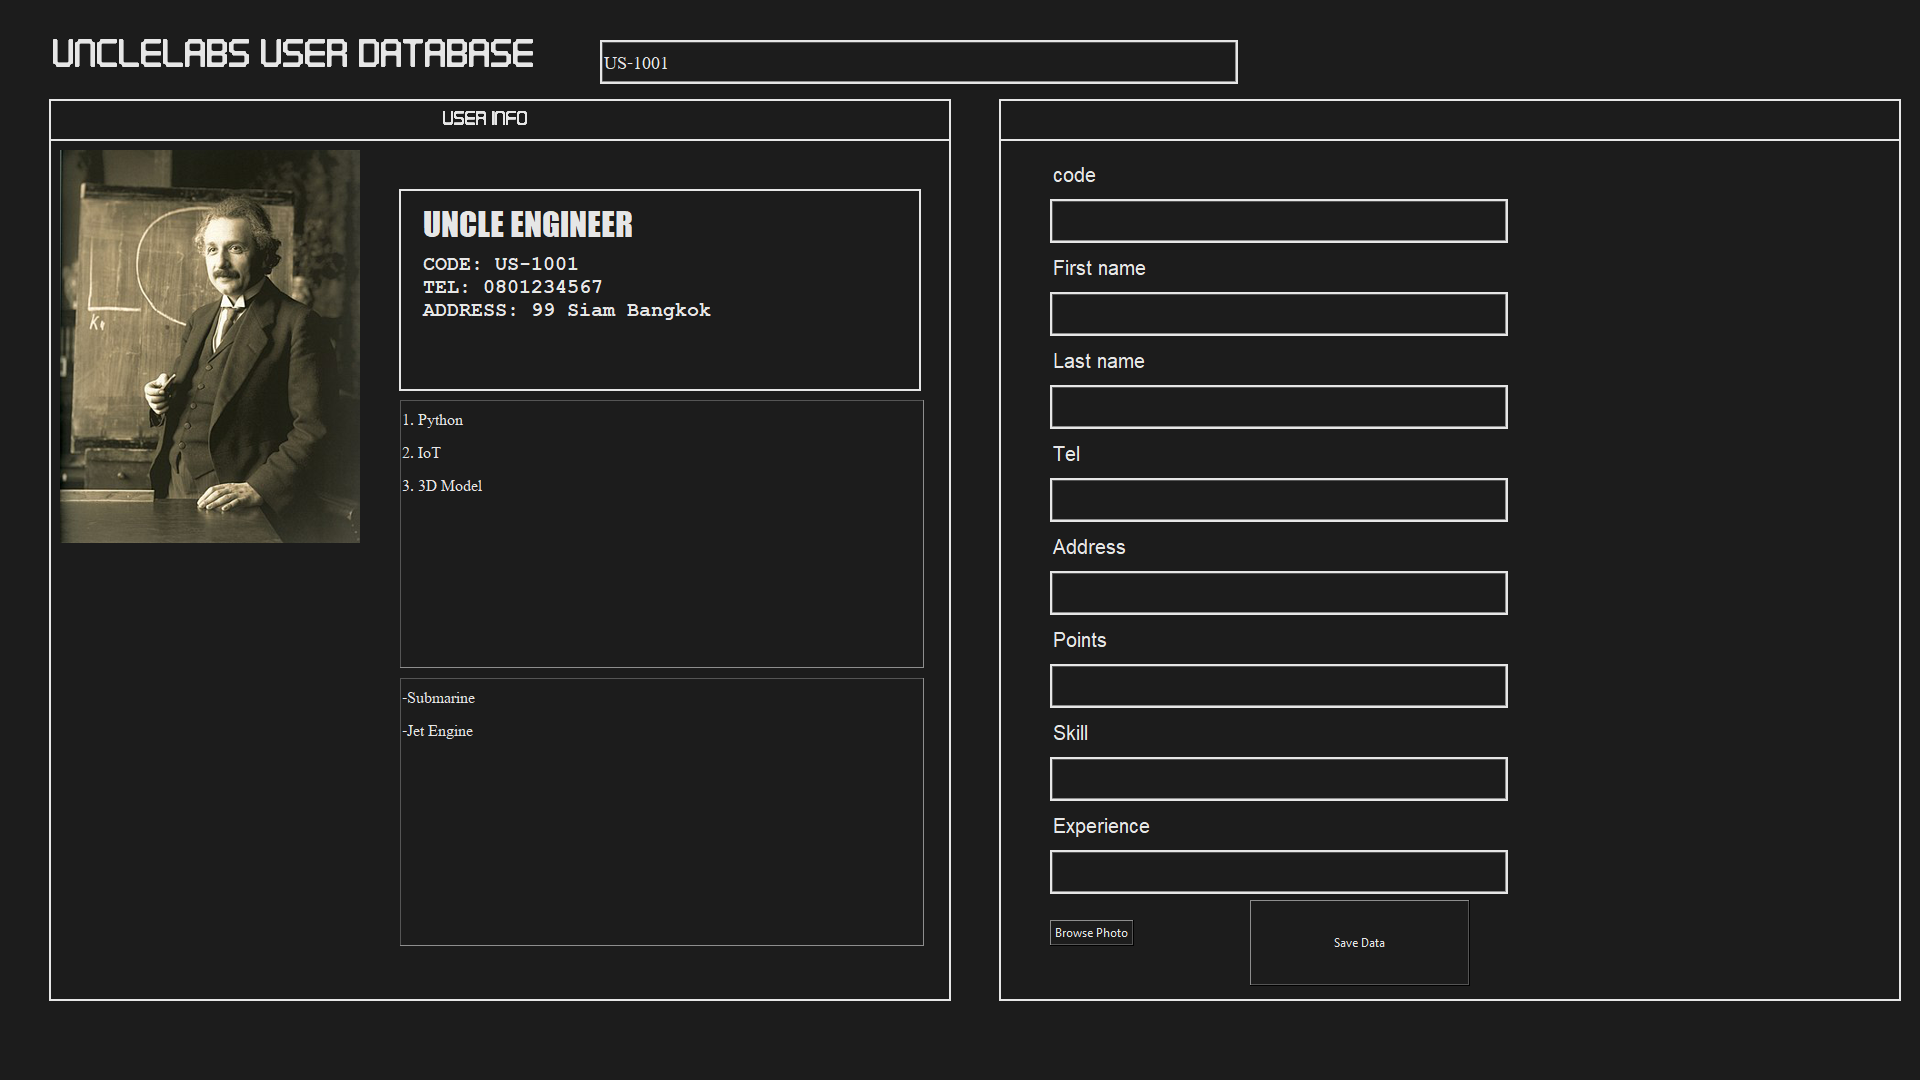 UNCLELABS USER DATABASE
US-1001
USER INFO
UNCLE ENGINEER
CODE: US-1001
TEL: 0801234567
ADDRESS: 99 Siam Bangkok
1. Python
2. IoT
3. 3D Model
-Submarine
-Jet Engine
code
First name
Last name
Tel
Address
Points
Skill
Experience
Browse Photo
Save Data